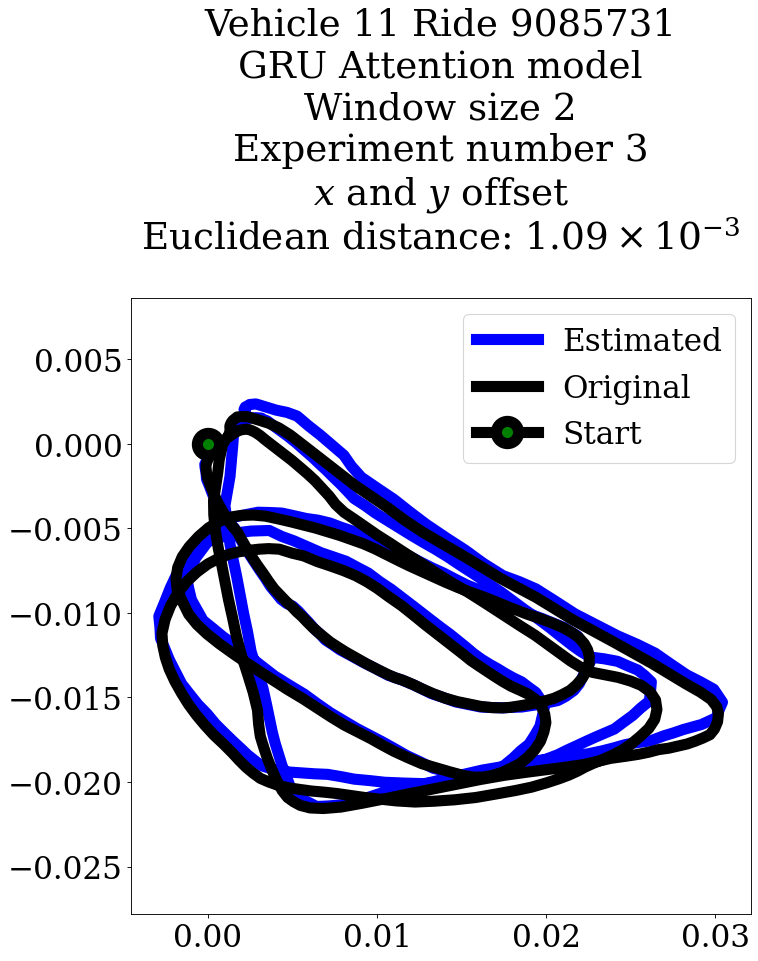 Vehicle 11 Ride 9085731
GRU Attention model
Window size 2
Experiment number 3
x and y offset
Euclidean distance: 1.09 × 10⁻³
Estimated
Original
Start
0.005
0.000
−0.005
−0.010
−0.015
−0.020
−0.025
0.00 0.01 0.02 0.03